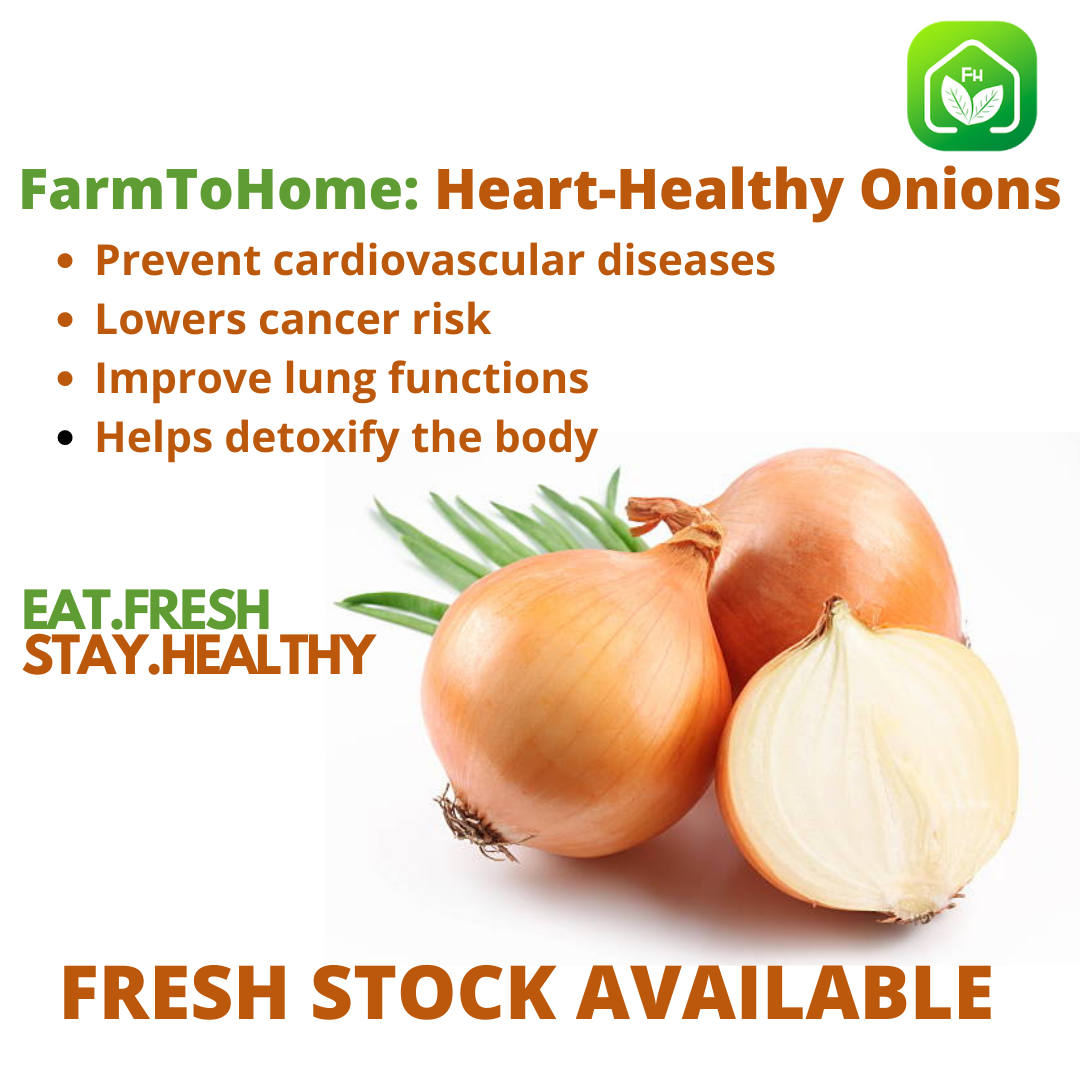 FH
FarmToHome: Heart-Healthy Onions
Prevent cardiovascular diseases
Lowers cancer risk
Improve lung functions
Helps detoxify the body
EAT.FRESH
STAY.HEALTHY
FRESH STOCK AVAILABLE